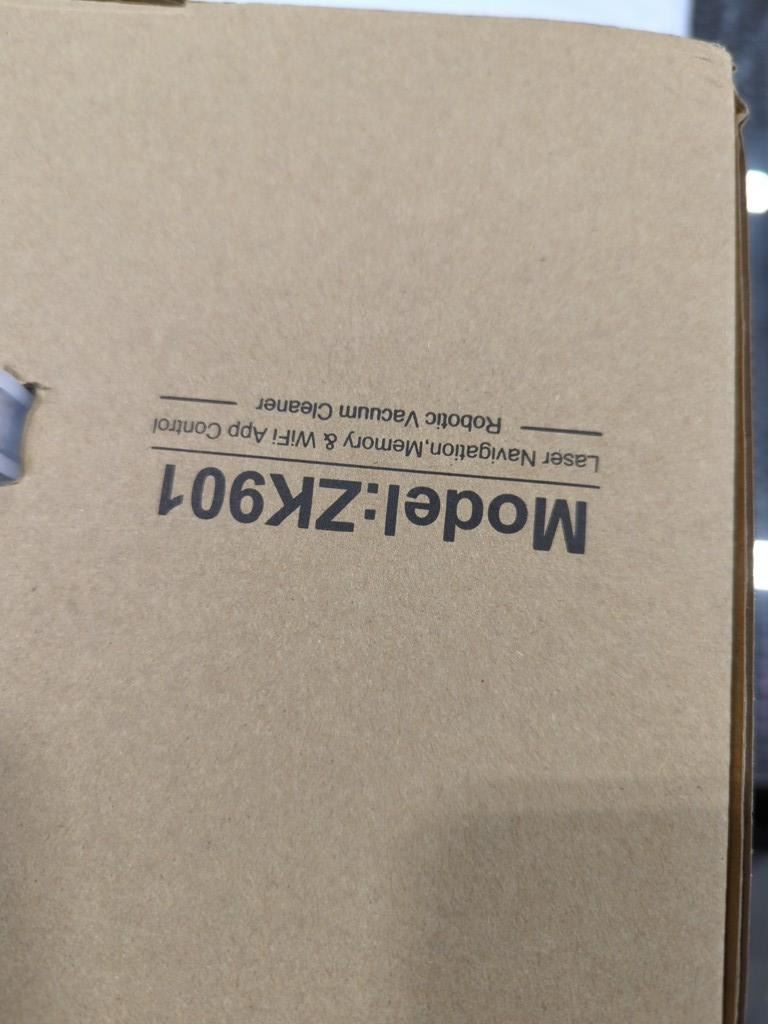 Model:ZK901
Laser Navigation,Memory & WiFi App Control
Robotic Vacuum Cleaner